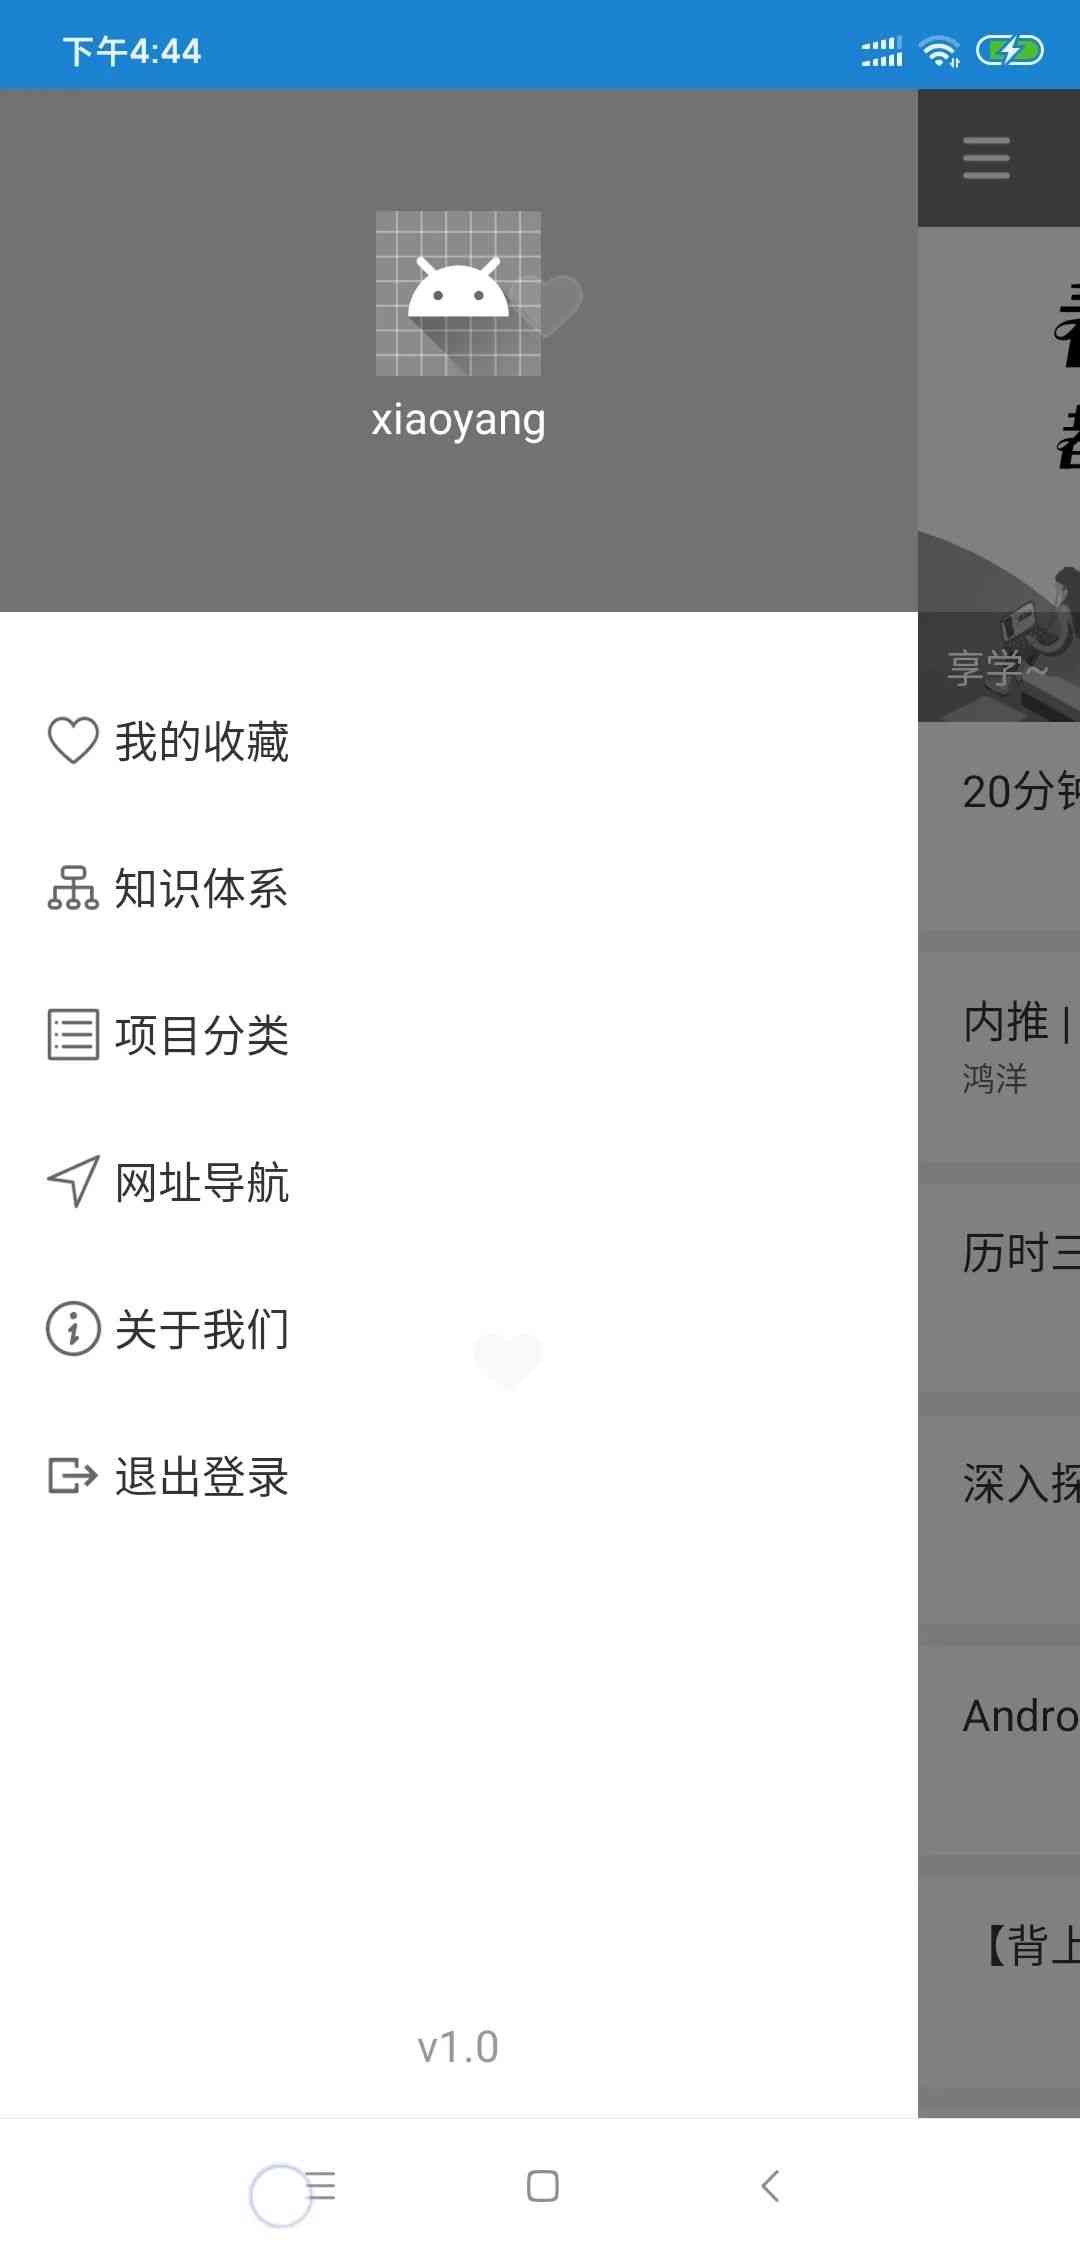 下午4:44
xiaoyang
我的收藏
知识体系
项目分类
网址导航
关于我们
退出登录
v1.0
享学~
20分钟
内推 |
鸿洋
历时三
深入探
Andro
【背上